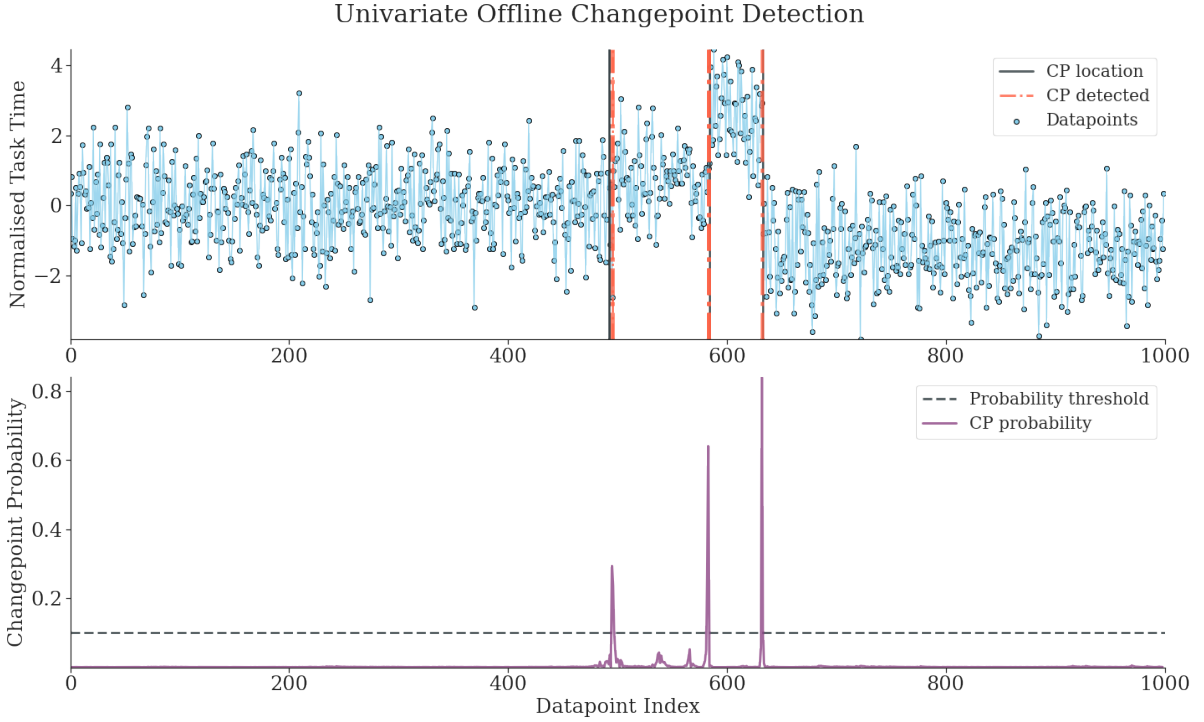 Univariate Offline Changepoint Detection
Normalised Task Time
4
2
0
−2
CP location
CP detected
Datapoints
0 200 400 600 800 1000
Changepoint Probability
0.8
0.6
0.4
0.2
Probability threshold
CP probability
0 200 400 600 800 1000
Datapoint Index